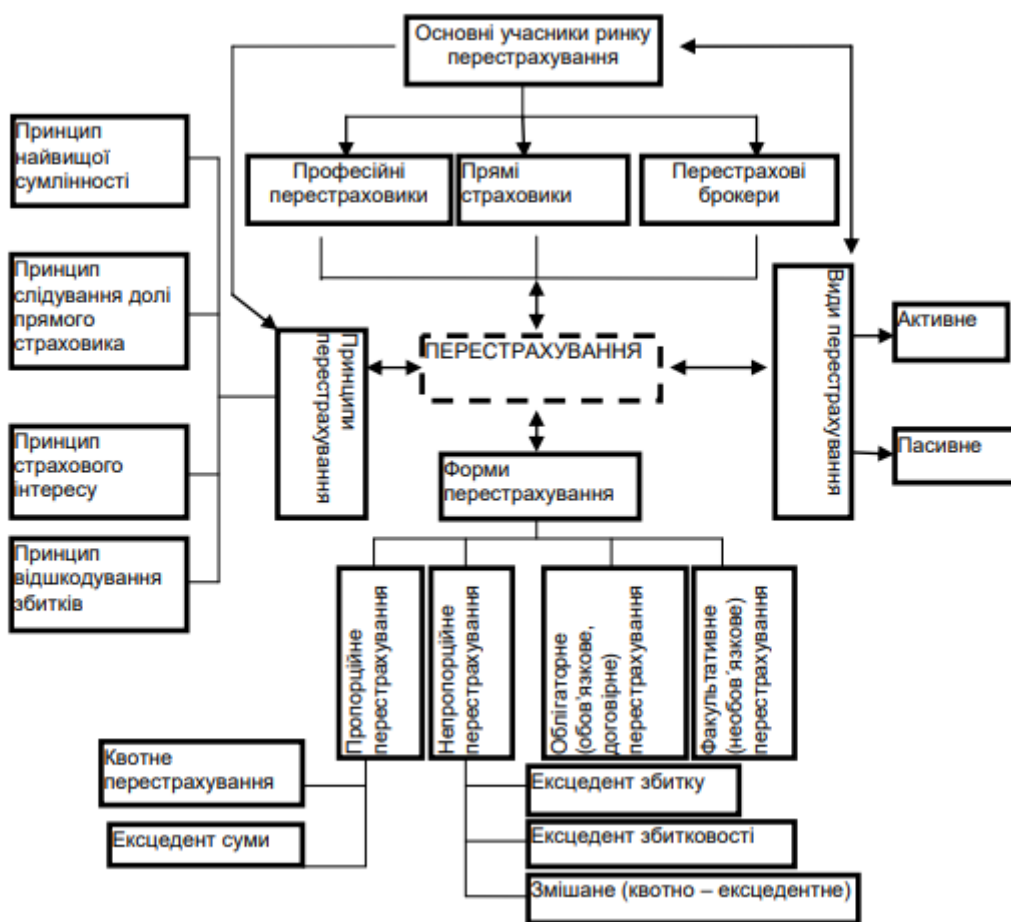 Основні учасники ринку
перестрахування
Принцип
найвищої
сумлінності
Професійні
перестраховики
Прямі
страховики
Перестрахові
брокери
Принцип
слідування долі
прямого
страховика
Принципи
перестрахування
ПЕРЕСТРАХУВАННЯ
Види перестрахування
Активне
Пасивне
Принцип
страхового
інтересу
Форми
перестрахування
Принцип
відшкодування
збитків
Пропорційне
перестрахування
Непропорційне
перестрахування
Облігаторне
(обов’язкове,
договірне)
перестрахування
Факультативне
(необов’язкове)
перестрахування
Квотне
перестрахування
Ексцедент суми
Ексцедент збитку
Ексцедент збитковості
Змішане (квотно – ексцедентне)